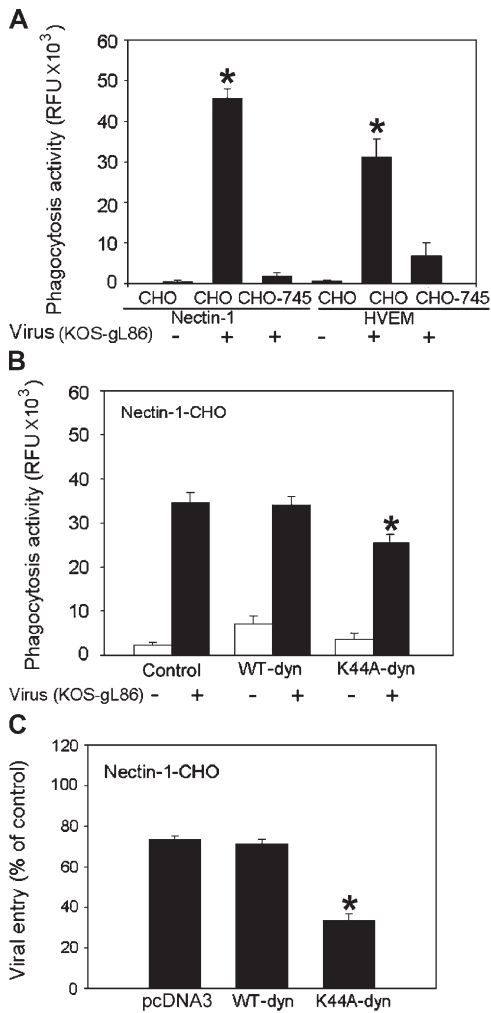 A
Phagocytosis activity (RFU X10³)
60
50
40
30
20
10
0
*
*
CHO CHO CHO-745 CHO CHO CHO-745
Nectin-1 HVEM
Virus (KOS-gL86) - + + - + +
B
Phagocytosis activity (RFU X10³)
60
50
40
30
20
10
0
Nectin-1-CHO
*
Control WT-dyn K44A-dyn
Virus (KOS-gL86) - + - + - +
C
Viral entry (% of control)
120
100
80
60
40
20
0
Nectin-1-CHO
*
pcDNA3 WT-dyn K44A-dyn